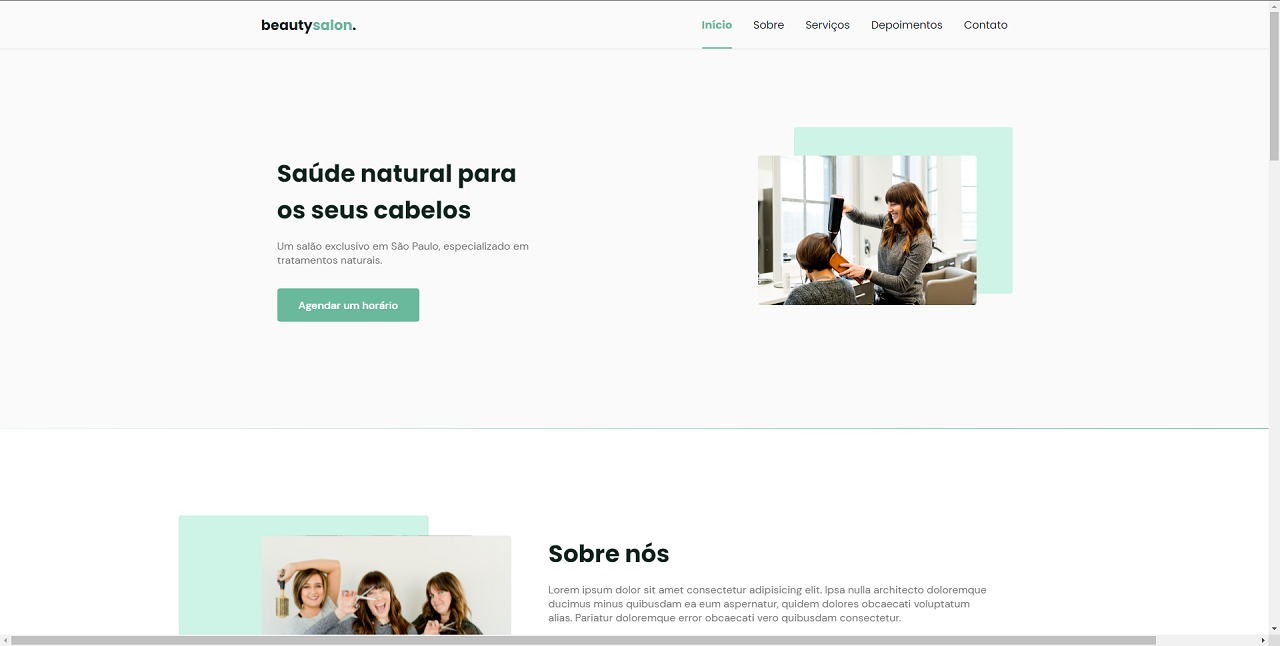 beautysalon.
Início Sobre Serviços Depoimentos Contato
Saúde natural para
os seus cabelos
Um salão exclusivo em São Paulo, especializado em
tratamentos naturais.
Agendar um horário
Sobre nós
Lorem ipsum dolor sit amet consectetur adipisicing elit. Ipsa nulla architecto doloremque
ducimus minus quibusdam ea eum aspernatur, quidem dolores obcaecati voluptatum
alias. Pariatur doloremque error obcaecati vero quibusdam consectetur.